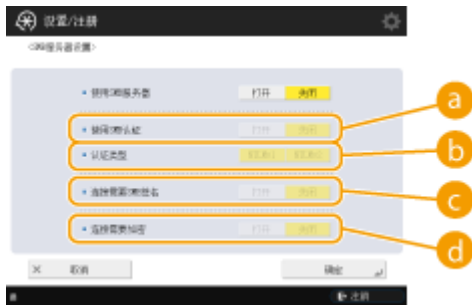 设置/注册
<SMB服务器设置>
使用SMB服务器 打开 关闭
使用SMB认证 打开 关闭
认证类型
连接需要SMB签名 打开 关闭
连接需要加密 打开 关闭
a
b
c
d
取消 确定
注销